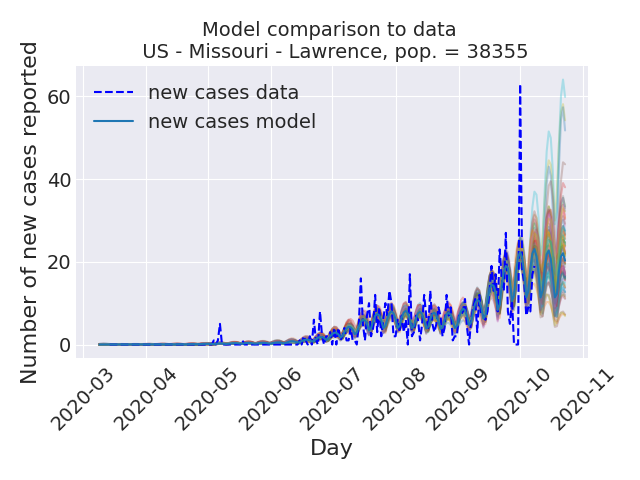 Model comparison to data
US - Missouri - Lawrence, pop. = 38355
Number of new cases reported
60
40
20
0
new cases data
new cases model
2020-03
2020-04
2020-05
2020-06
2020-07
2020-08
2020-09
2020-10
2020-11
Day